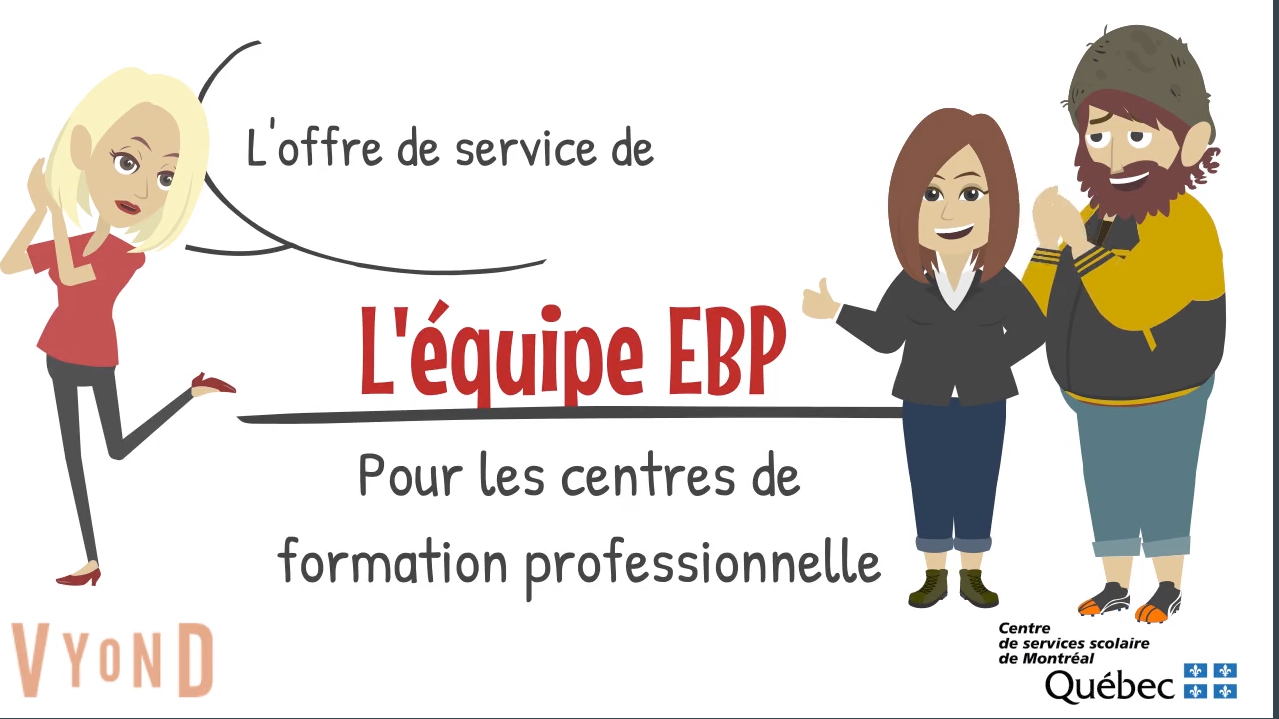 L'offre de service de
L'équipe EBP
Pour les centres de
formation professionnelle
VYOND
Centre
de services scolaire
de Montréal
Québec